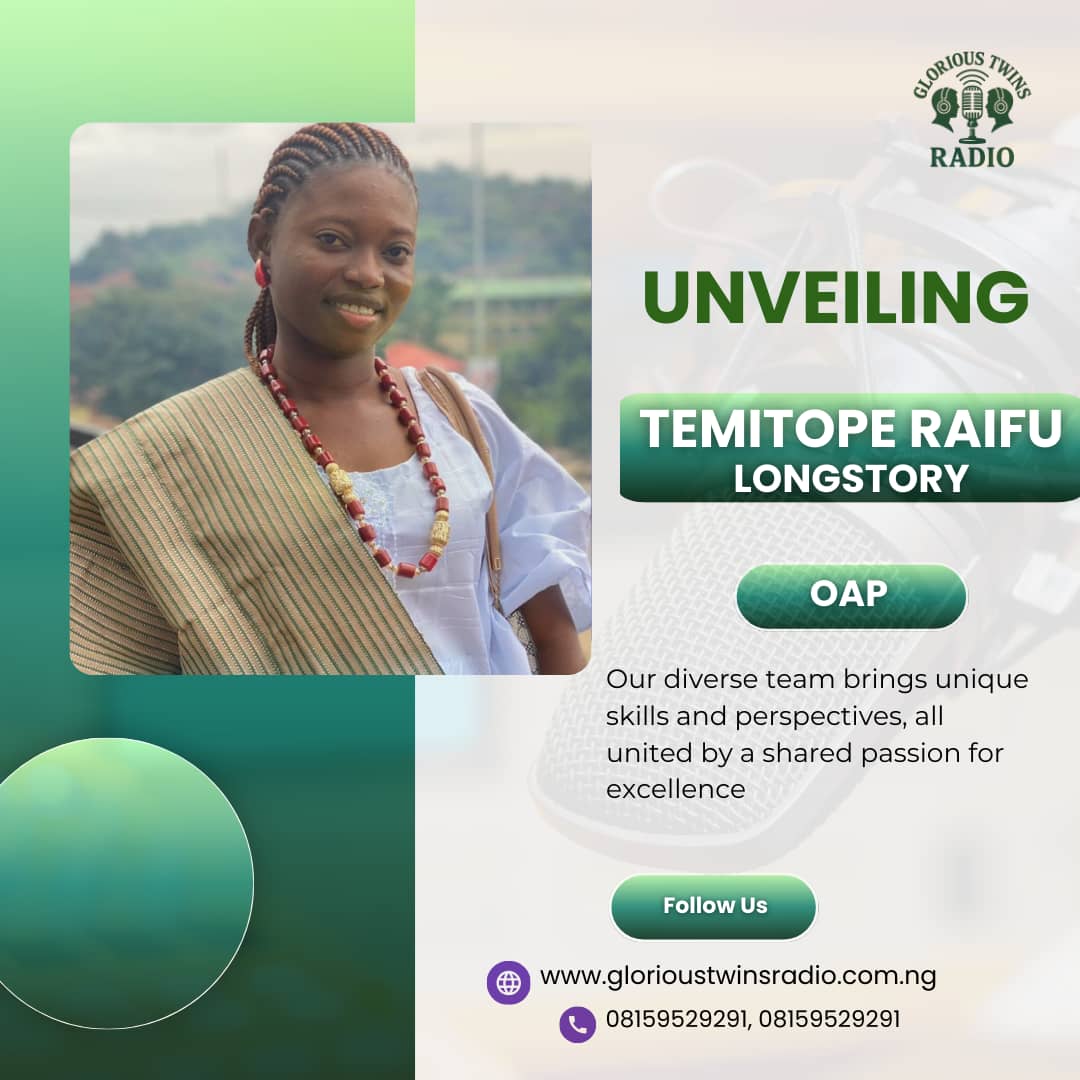 GLORIOUS TWINS
RADIO
UNVEILING
TEMITOPE RAIFU
LONGSTORY
OAP
Our diverse team brings unique
skills and perspectives, all
united by a shared passion for
excellence
Follow Us
www.glorioustwinsradio.com.ng
08159529291, 08159529291